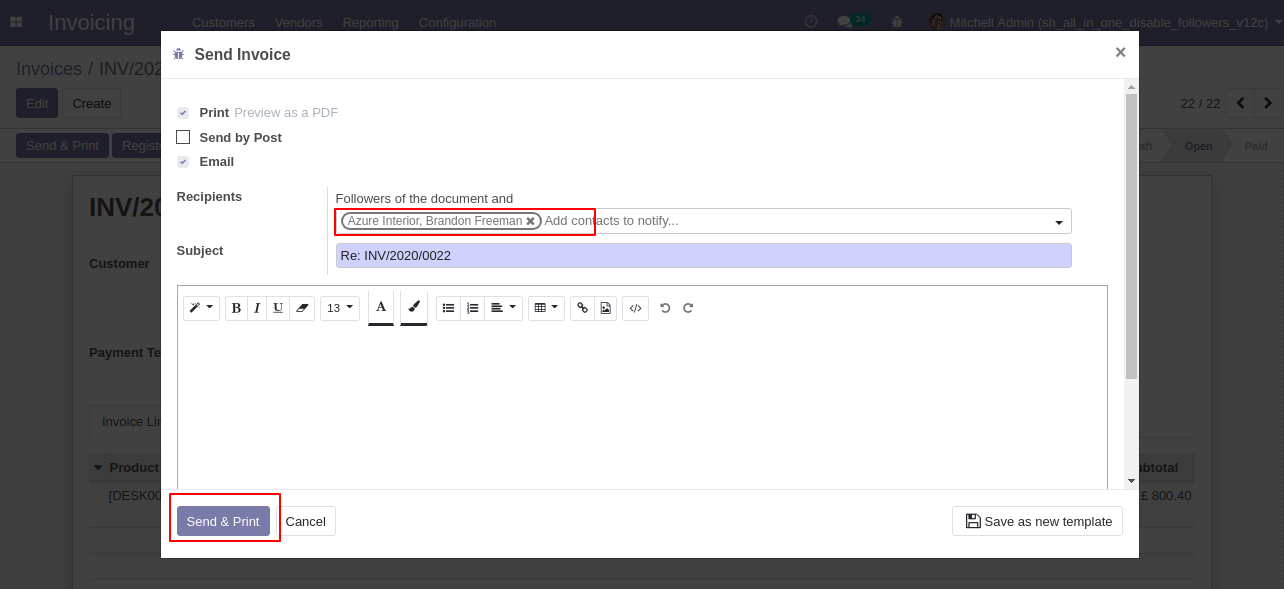 Invoicing Customers Vendors Reporting Configuration 34 Mitchell Admin (sh_all_in_one_disable_followers_v12c)
Send Invoice ×
Invoices / INV/202
Edit Create 22 / 22
Print Preview as a PDF
Send by Post
Send & Print Open Paid
Email
Recipients
Followers of the document and
INV/20
Azure Interior, Brandon Freeman Add contacts to notify...
Subject
Re: INV/2020/0022
Customer
B I U 13 A
Payment Te
Invoice Lin
Product
[DESK00 £ 800.40
Send & Print Cancel Save as new template